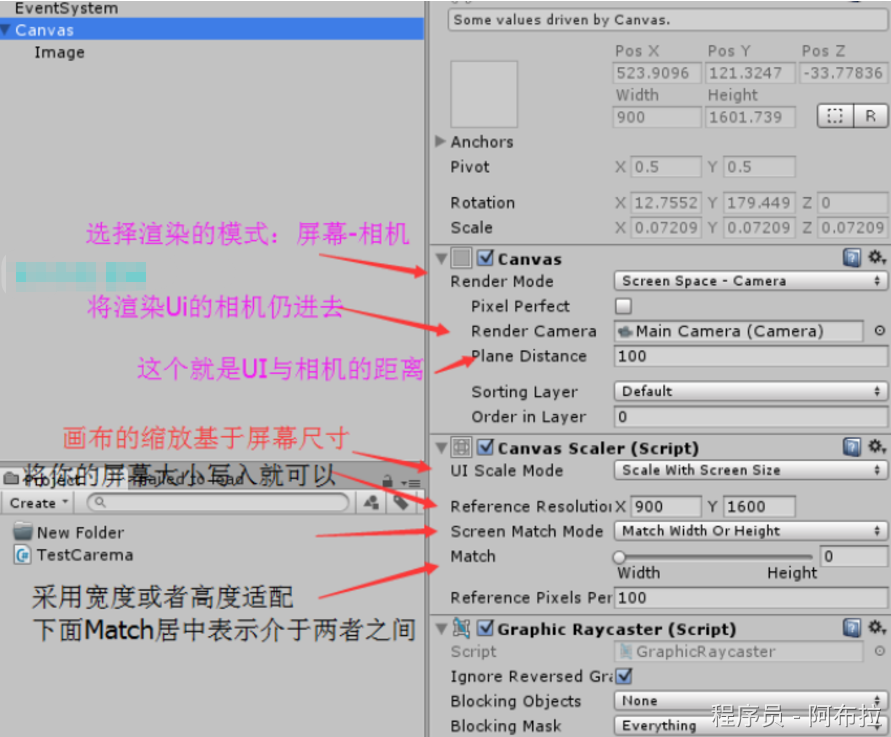 EventSystem
Canvas
Image
Some values driven by Canvas.
Pos X Pos Y Pos Z
523.9096 121.3247 -33.77836
Width Height
900 1601.739
R
Anchors
Pivot X 0.5 Y 0.5
Rotation X 12.7552 Y 179.449 Z 0
Scale X 0.07209 Y 0.07209 Z 0.07209
选择渲染的模式：屏幕-相机
Canvas
Render Mode Screen Space - Camera
将渲染Ui的相机仍进去
Pixel Perfect
Render Camera Main Camera (Camera)
这个就是UI与相机的距离
Plane Distance 100
Sorting Layer Default
Order in Layer 0
画布的缩放基于屏幕尺寸
Canvas Scaler (Script)
UI Scale Mode Scale With Screen Size
将你的屏幕大小写入就可以
Project
failed to load
Create
Reference Resolution X 900 Y 1600
Screen Match Mode Match Width Or Height
Match 0
Width Height
Reference Pixels Per 100
New Folder
TestCarema
采用宽度或者高度适配
下面Match居中表示介于两者之间
Graphic Raycaster (Script)
Script GraphicRaycaster
Ignore Reversed Gra
Blocking Objects None
Blocking Mask Everything
程序员-阿布拉